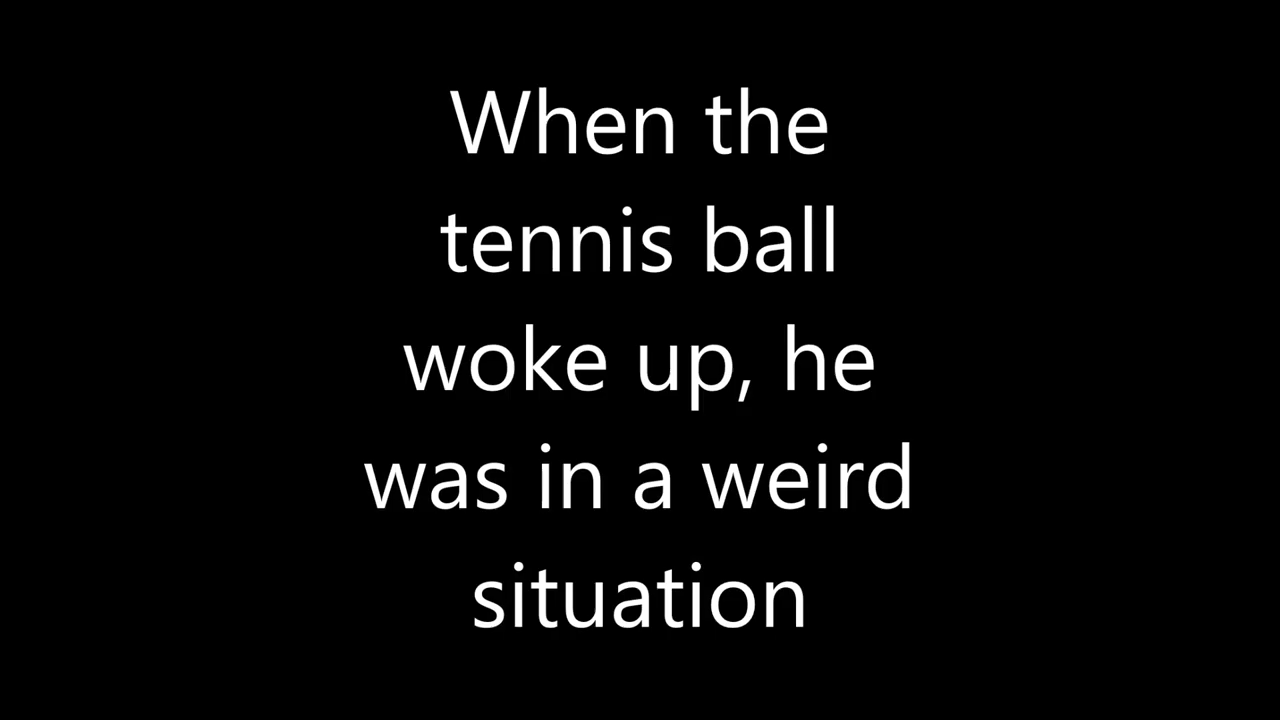 When the
tennis ball
woke up, he
was in a weird
situation